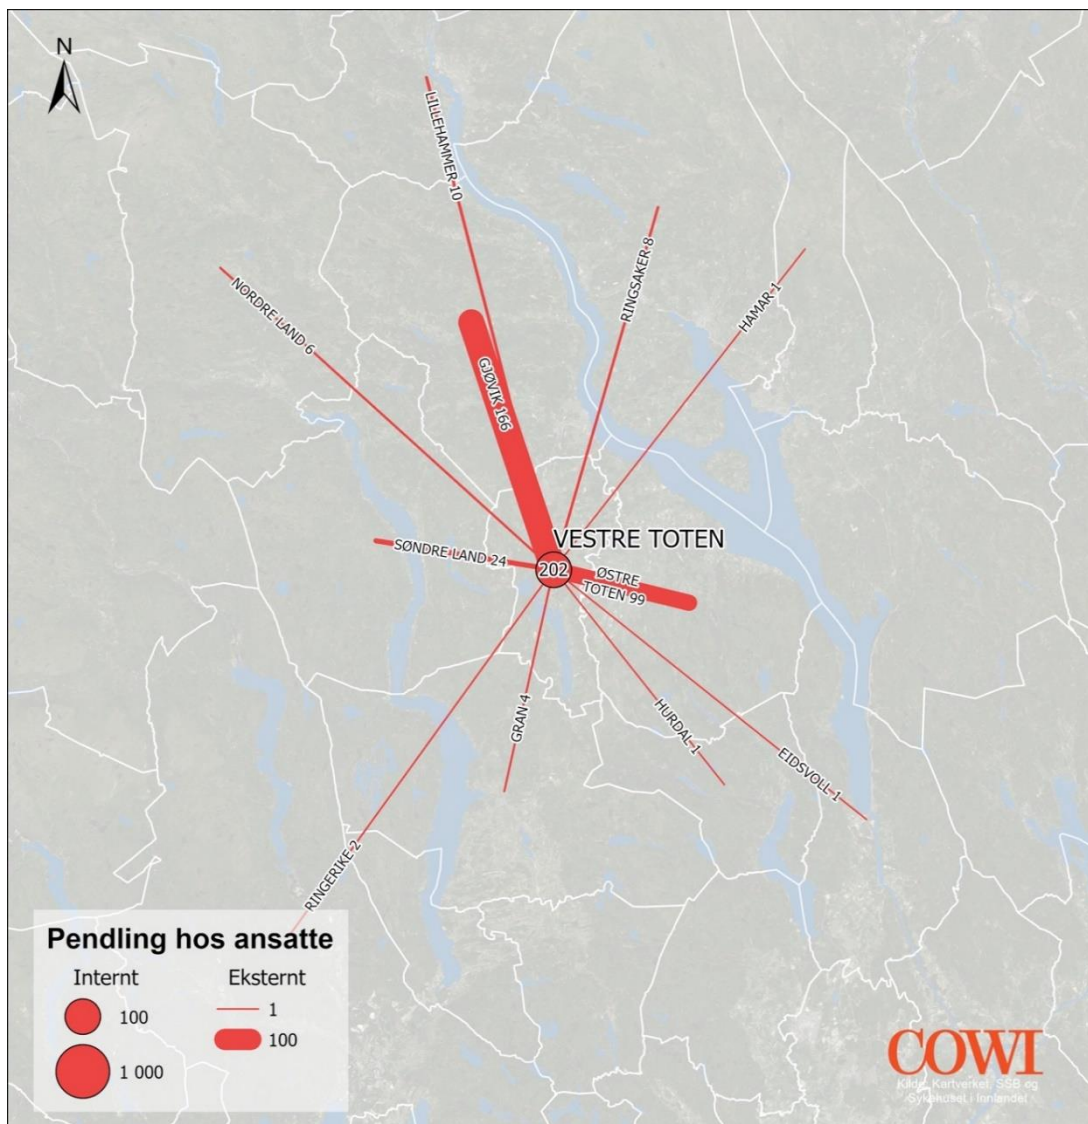 N
LILLEHAMMER 10
RINGSAKER 8
HAMAR 1
NORDRE LAND 6
GJØVIK 166
VESTRE TOTEN
SØNDRE LAND 24
202
ØSTRE
TOTEN 99
GRAN 4
HURDAL 1
EIDSVOLL 1
RINGERIKE 2
Pendling hos ansatte
Internt
100
1 000
Eksternt
1
100
COWI
Kilde: Kartverket, SSB og
Sykehuset i Innlandet